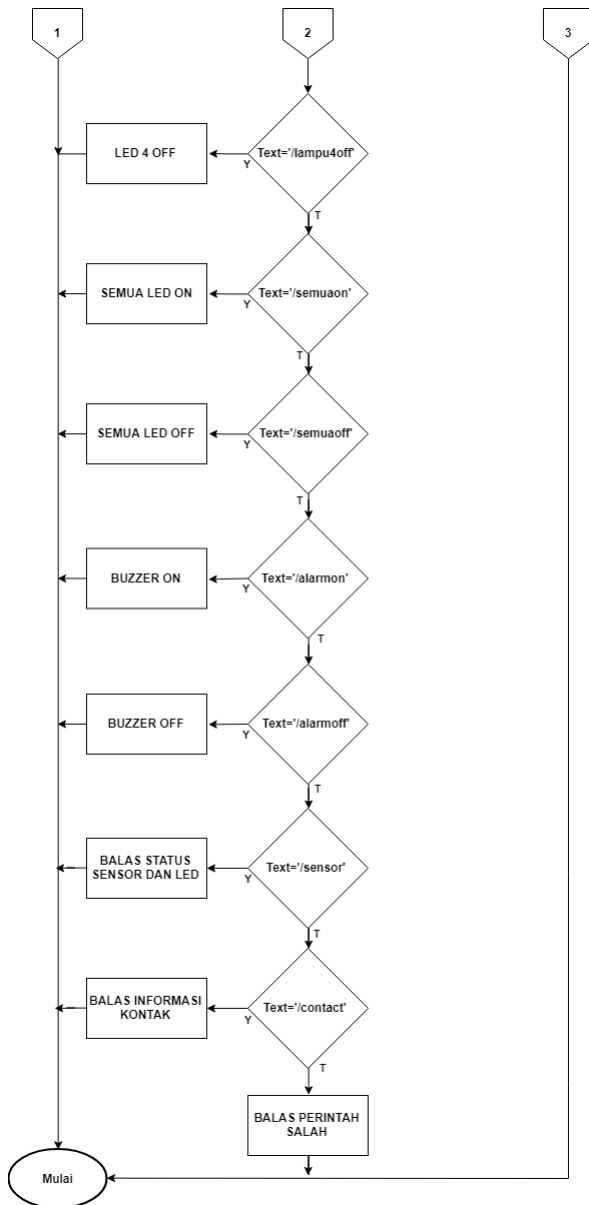 1
2
3
LED 4 OFF
Y
Text='/lampu4off'
T
SEMUA LED ON
Y
Text='/semuaon'
T
SEMUA LED OFF
Y
Text='/semuaoff'
T
BUZZER ON
Y
Text='/alarmon'
T
BUZZER OFF
Y
Text='/alarmoff'
T
BALAS STATUS
SENSOR DAN LED
Y
Text='/sensor'
T
BALAS INFORMASI
KONTAK
Y
Text='/contact'
T
BALAS PERINTAH
SALAH
Mulai